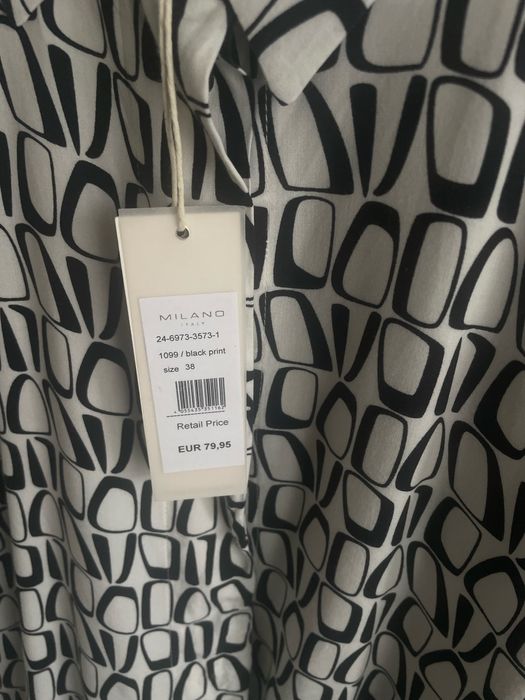 MILANO
ITALY
24-6973-3573-1
1099 / black print
size 38
Retail Price
EUR 79,95